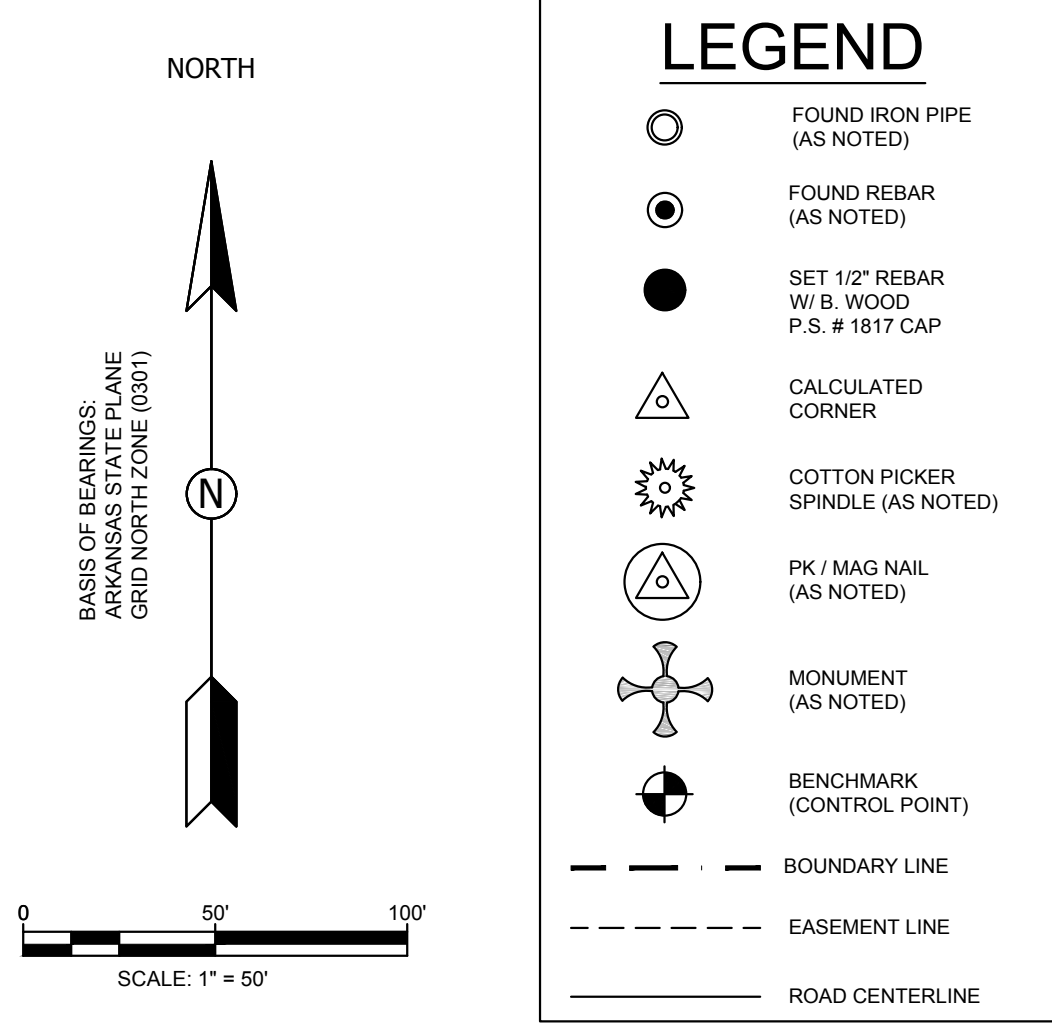 NORTH
BASIS OF BEARINGS:
ARKANSAS STATE PLANE
GRID NORTH ZONE (0301)
N
0 50' 100'
SCALE: 1" = 50'
LEGEND
FOUND IRON PIPE
(AS NOTED)
FOUND REBAR
(AS NOTED)
SET 1/2" REBAR
W/ B. WOOD
P.S. # 1817 CAP
CALCULATED
CORNER
COTTON PICKER
SPINDLE (AS NOTED)
PK / MAG NAIL
(AS NOTED)
MONUMENT
(AS NOTED)
BENCHMARK
(CONTROL POINT)
BOUNDARY LINE
EASEMENT LINE
ROAD CENTERLINE